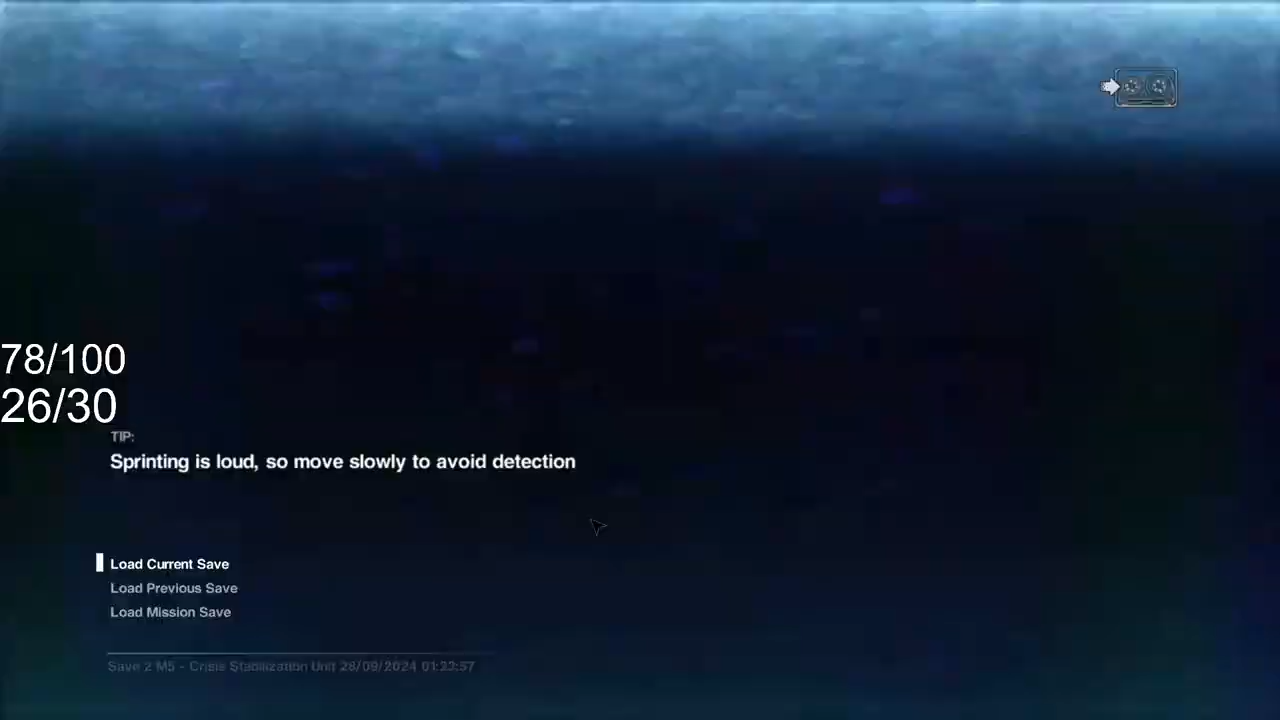 78/100
26/30
TIP:
Sprinting is loud, so move slowly to avoid detection
Load Current Save
Load Previous Save
Load Mission Save
Save 2 M5 - Crisis Stabilization Unit 28/09/2024 01:23:57